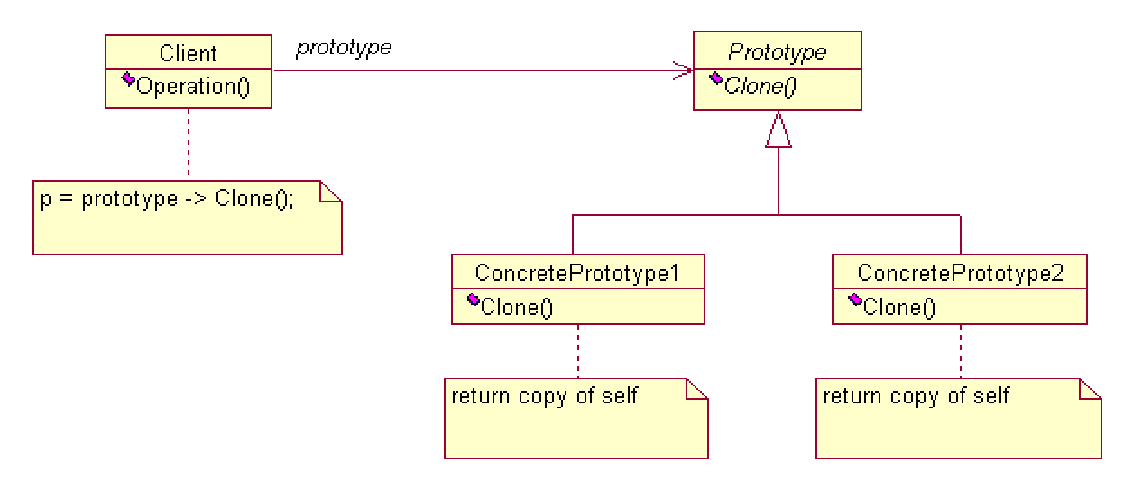 Client
Operation()
prototype
Prototype
Clone()
p = prototype -> Clone();
ConcretePrototype1
Clone()
ConcretePrototype2
Clone()
return copy of self
return copy of self